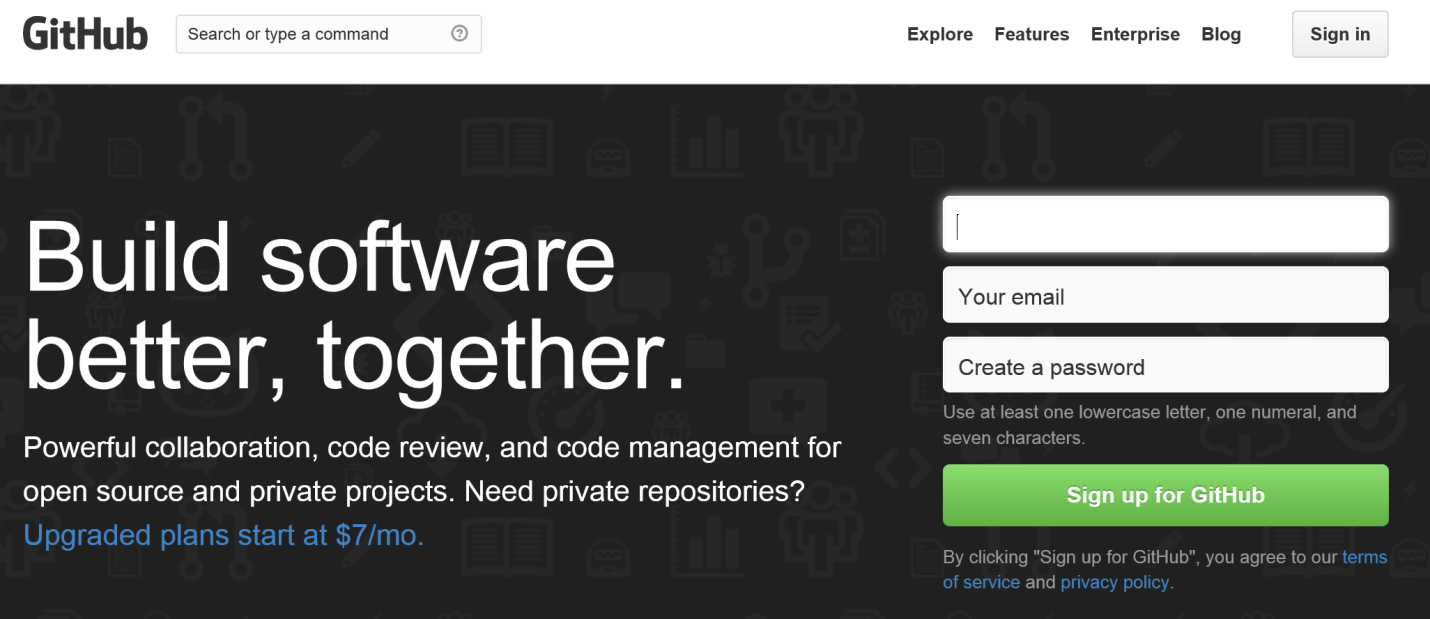 GitHub
Search or type a command
Explore Features Enterprise Blog
Sign in
Build software
better, together.
Powerful collaboration, code review, and code management for
open source and private projects. Need private repositories?
Upgraded plans start at $7/mo.
Your email
Create a password
Use at least one lowercase letter, one numeral, and
seven characters.
Sign up for GitHub
By clicking "Sign up for GitHub", you agree to our terms
of service and privacy policy.